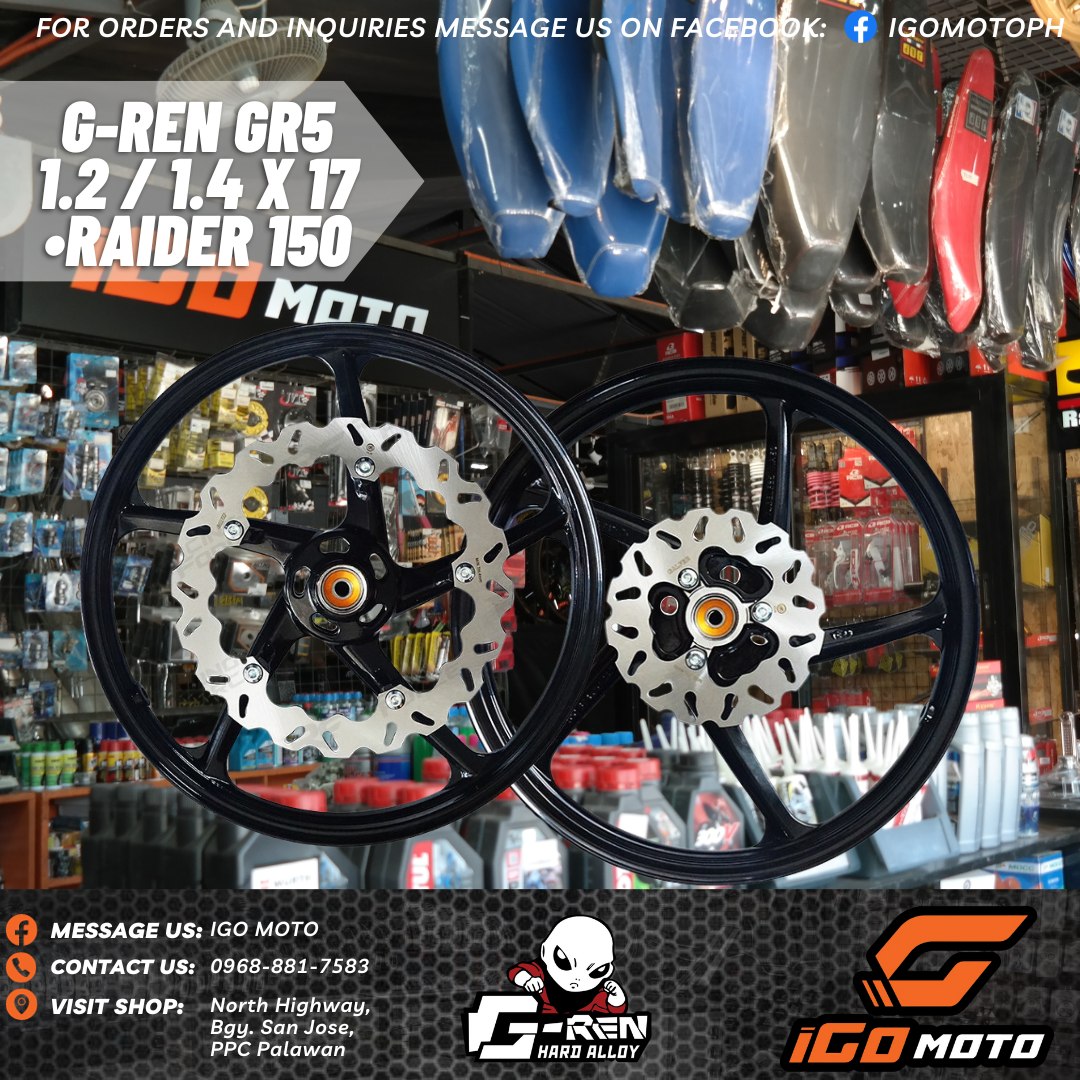 FOR ORDERS AND INQUIRIES MESSAGE US ON FACEBOOK: IGOMOTOPH
G-REN GR5
1.2 / 1.4 X 17
•RAIDER 150
iGO MOTO
MESSAGE US: IGO MOTO
CONTACT US: 0968-881-7583
VISIT SHOP: North Highway,
Bgy. San Jose,
PPC Palawan
G-REN
HARD ALLOY
iGO MOTO